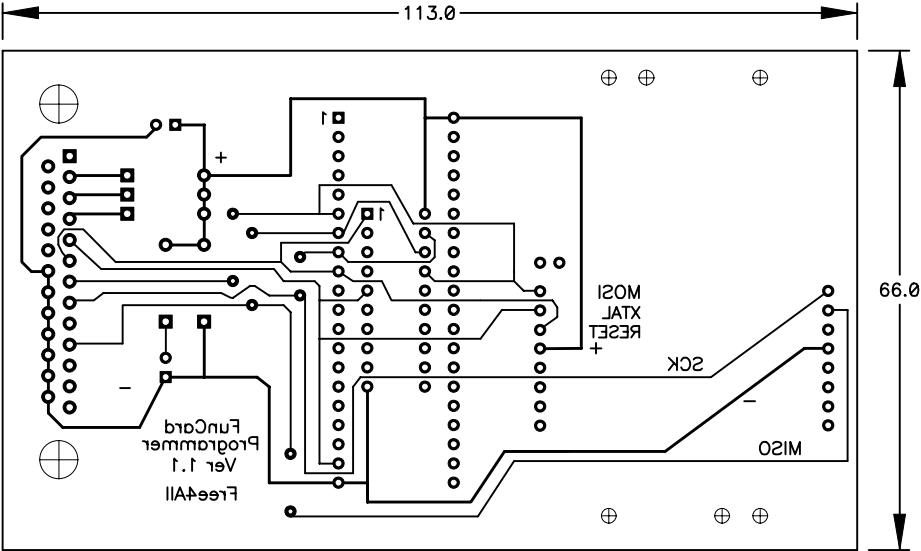 113.0
1
+
1
MOSI
XTAL
RESET
+
66.0
SCK
-
-
FunCard
Programmer
Ver 1.1
Free4All
MISO